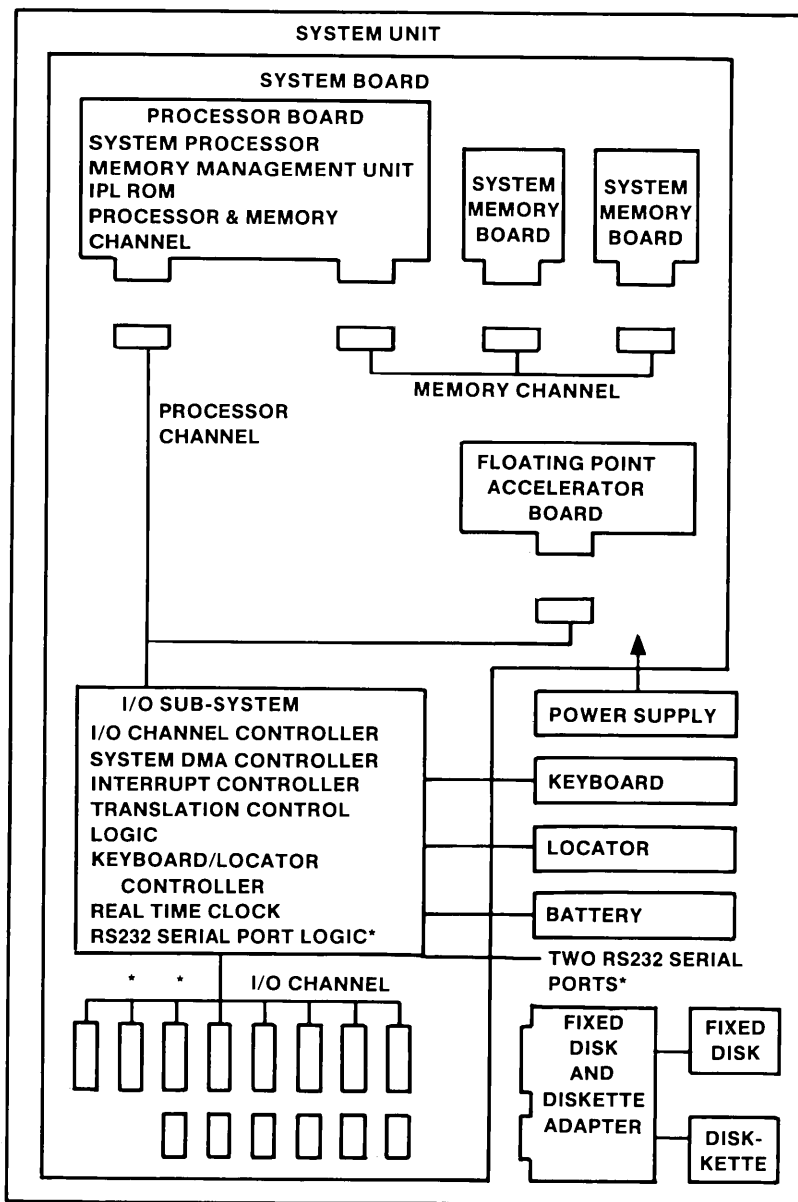 SYSTEM UNIT
SYSTEM BOARD
PROCESSOR BOARD
SYSTEM PROCESSOR
MEMORY MANAGEMENT UNIT
IPL ROM
PROCESSOR & MEMORY
CHANNEL
SYSTEM
MEMORY
BOARD
SYSTEM
MEMORY
BOARD
MEMORY CHANNEL
PROCESSOR
CHANNEL
FLOATING POINT
ACCELERATOR
BOARD
I/O SUB-SYSTEM
I/O CHANNEL CONTROLLER
SYSTEM DMA CONTROLLER
INTERRUPT CONTROLLER
TRANSLATION CONTROL
LOGIC
KEYBOARD/LOCATOR
CONTROLLER
REAL TIME CLOCK
RS232 SERIAL PORT LOGIC*
POWER SUPPLY
KEYBOARD
LOCATOR
BATTERY
TWO RS232 SERIAL
PORTS*
* * I/O CHANNEL
FIXED
DISK
AND
DISKETTE
ADAPTER
FIXED
DISK
DISK-
KETTE